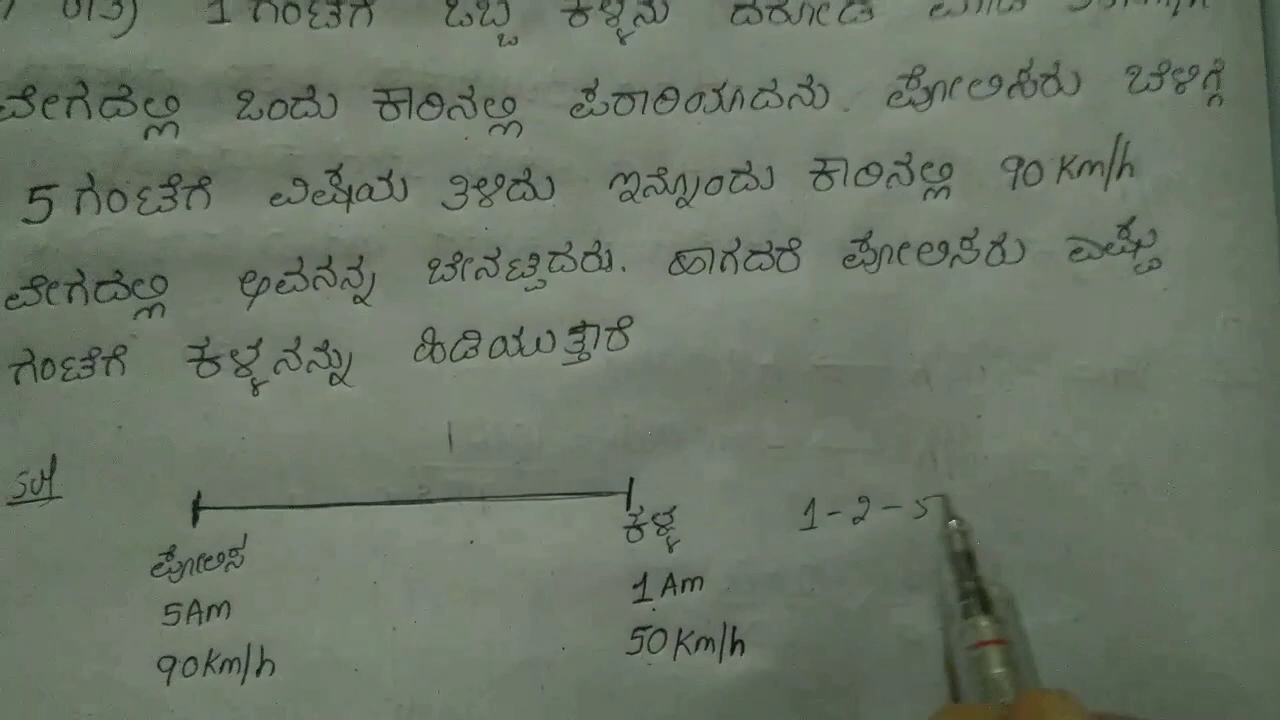 1 ಗಂಟೆಗೆ ಒಬ್ಬ ಕಳ್ಳನು ದರೋಡೆ
ವೇಗದಲ್ಲಿ ಒಂದು ಕಾರಿನಲ್ಲಿ ಪರಾರಿಯಾದನು. ಪೋಲಿಸರು ಬೆಳಿಗ್ಗೆ
5 ಗಂಟೆಗೆ ವಿಷಯ ತಿಳಿದು ಇನ್ನೊಂದು ಕಾರಿನಲ್ಲಿ 90 Km/h
ವೇಗದಲ್ಲಿ ಅವನನ್ನು ಬೇನಟ್ಟಿದರು. ಹಾಗದರೆ ಪೋಲಿಸರು ಎಷ್ಟು
ಗಂಟೆಗೆ ಕಳ್ಳನನ್ನು ಹಿಡಿಯುತ್ತಾರೆ
Sol
ಪೋಲಿಸ ಕಳ್ಳ 1-2-5
5Am 1Am
90Km/h 50Km/h